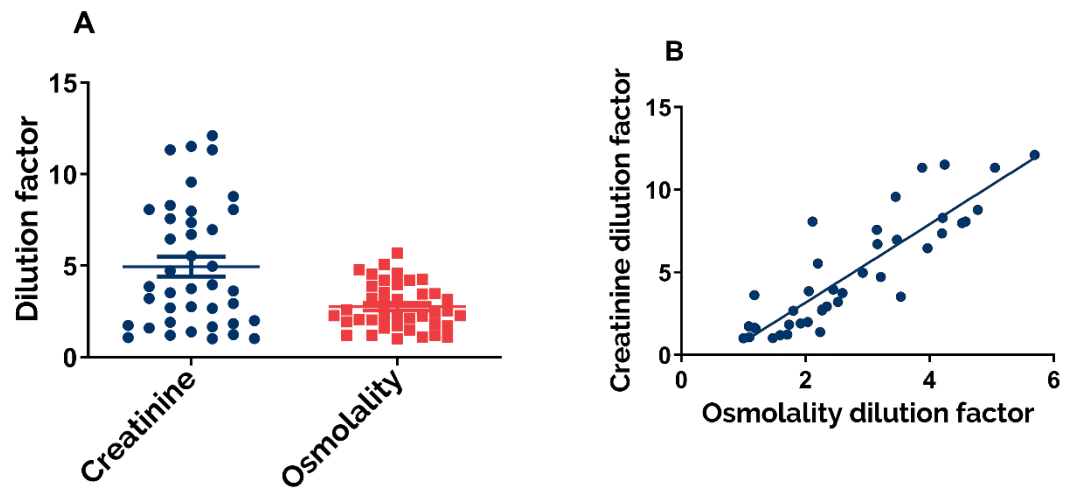 A
Dilution factor
15
10
5
0
Creatinine
Osmolality
B
Creatinine dilution factor
15
10
5
0
0
2
4
6
Osmolality dilution factor